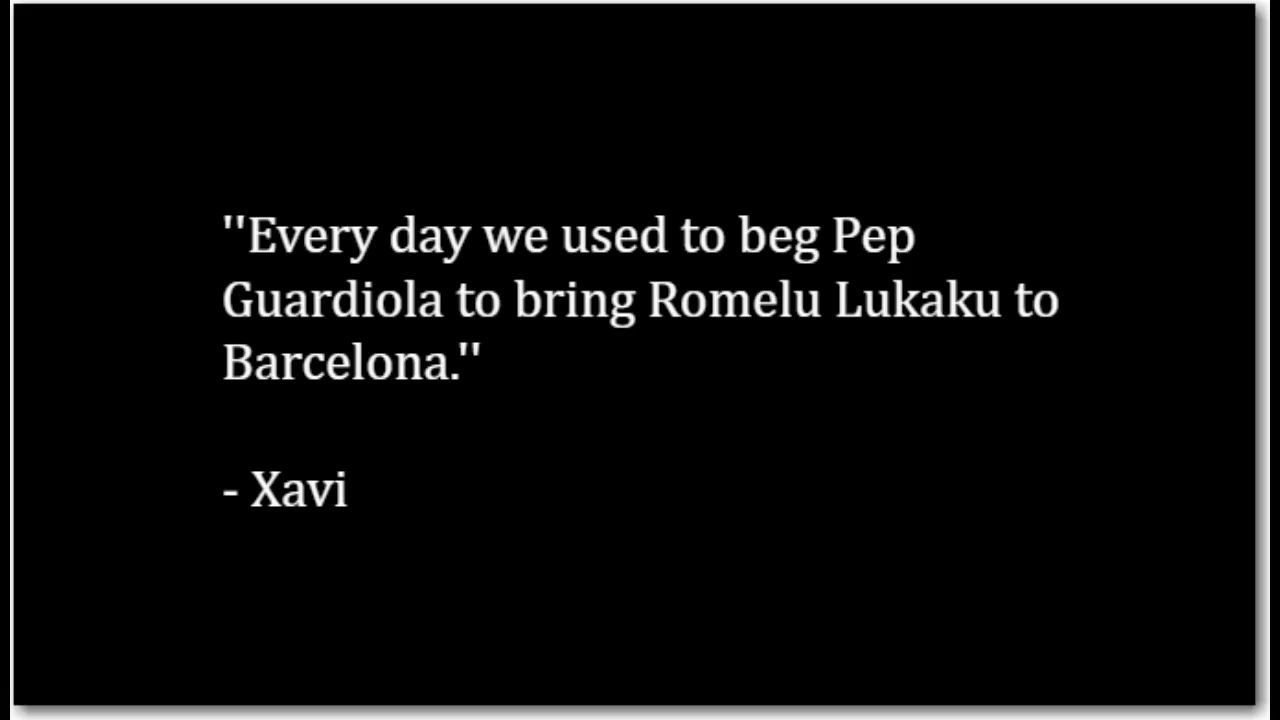 "Every day we used to beg Pep
Guardiola to bring Romelu Lukaku to
Barcelona."
- Xavi